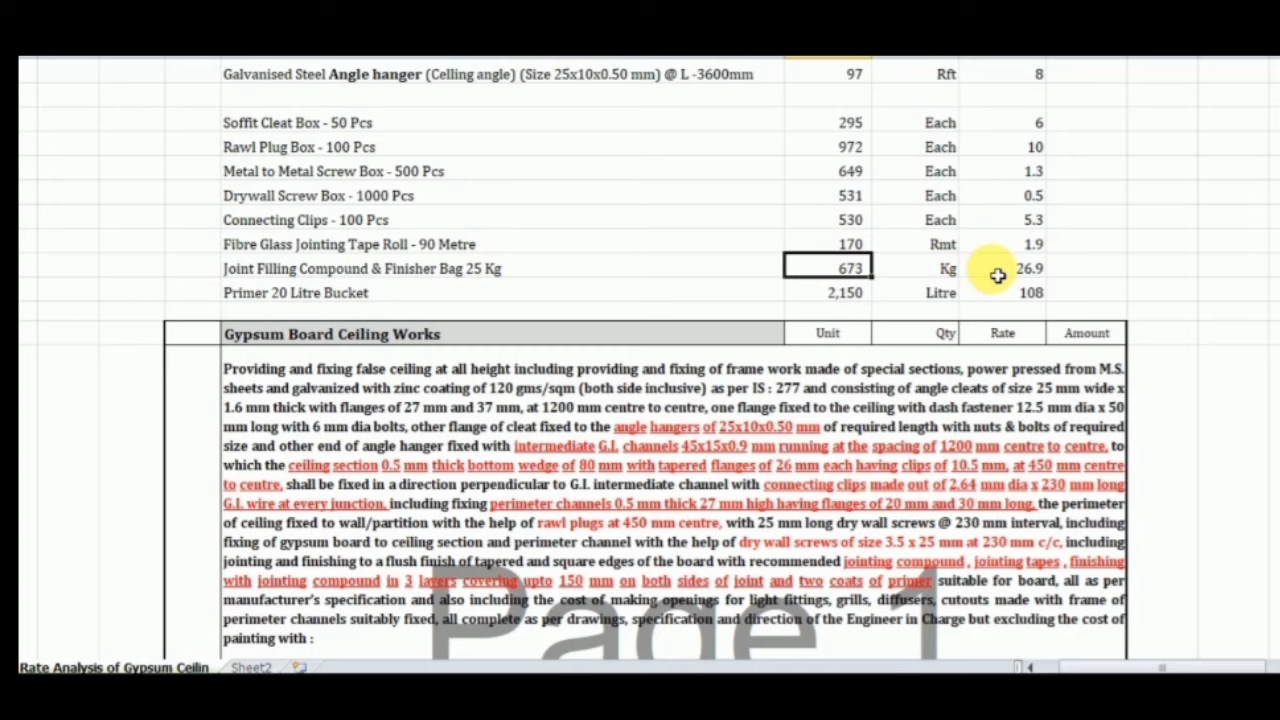 Galvanised Steel Angle hanger (Celling angle) (Size 25x10x0.50 mm) @ L -3600mm 97 Rft 8
Soffit Cleat Box - 50 Pcs 295 Each 6
Rawl Plug Box - 100 Pcs 972 Each 10
Metal to Metal Screw Box - 500 Pcs 649 Each 1.3
Drywall Screw Box - 1000 Pcs 531 Each 0.5
Connecting Clips - 100 Pcs 530 Each 5.3
Fibre Glass Jointing Tape Roll - 90 Metre 170 Rmt 1.9
Joint Filling Compound & Finisher Bag 25 Kg 673 Kg 26.9
Primer 20 Litre Bucket 2,150 Litre 108
Gypsum Board Ceiling Works Unit Qty Rate Amount
Providing and fixing false ceiling at all height including providing and fixing of frame work made of special sections, power pressed from M.S.
sheets and galvanized with zinc coating of 120 gms/sqm (both side inclusive) as per IS : 277 and consisting of angle cleats of size 25 mm wide x
1.6 mm thick with flanges of 27 mm and 37 mm, at 1200 mm centre to centre, one flange fixed to the ceiling with dash fastener 12.5 mm dia x 50
mm long with 6 mm dia bolts, other flange of cleat fixed to the angle hangers of 25x10x0.50 mm of required length with nuts & bolts of required
size and other end of angle hanger fixed with intermediate G.I. channels 45x15x0.9 mm running at the spacing of 1200 mm centre to centre, to
which the ceiling section 0.5 mm thick bottom wedge of 80 mm with tapered flanges of 26 mm each having clips of 10.5 mm, at 450 mm centre
to centre, shall be fixed in a direction perpendicular to G.I. intermediate channel with connecting clips made out of 2.64 mm dia x 230 mm long
G.I. wire at every junction, including fixing perimeter channels 0.5 mm thick 27 mm high having flanges of 20 mm and 30 mm long, the perimeter
of ceiling fixed to wall/partition with the help of rawl plugs at 450 mm centre, with 25 mm long dry wall screws @ 230 mm interval, including
fixing of gypsum board to ceiling section and perimeter channel with the help of dry wall screws of size 3.5 x 25 mm at 230 mm c/c, including
jointing and finishing to a flush finish of tapered and square edges of the board with recommended jointing compound , jointing tapes , finishing
with jointing compound in 3 layers covering upto 150 mm on both sides of joint and two coats of primer suitable for board, all as per
manufacturer's specification and also including the cost of making openings for light fittings, grills, diffusers, cutouts made with frame of
perimeter channels suitably fixed, all complete as per drawings, specification and direction of the Engineer in Charge but excluding the cost of
painting with :
Page 1
Rate Analysis of Gypsum Ceilin Sheet2